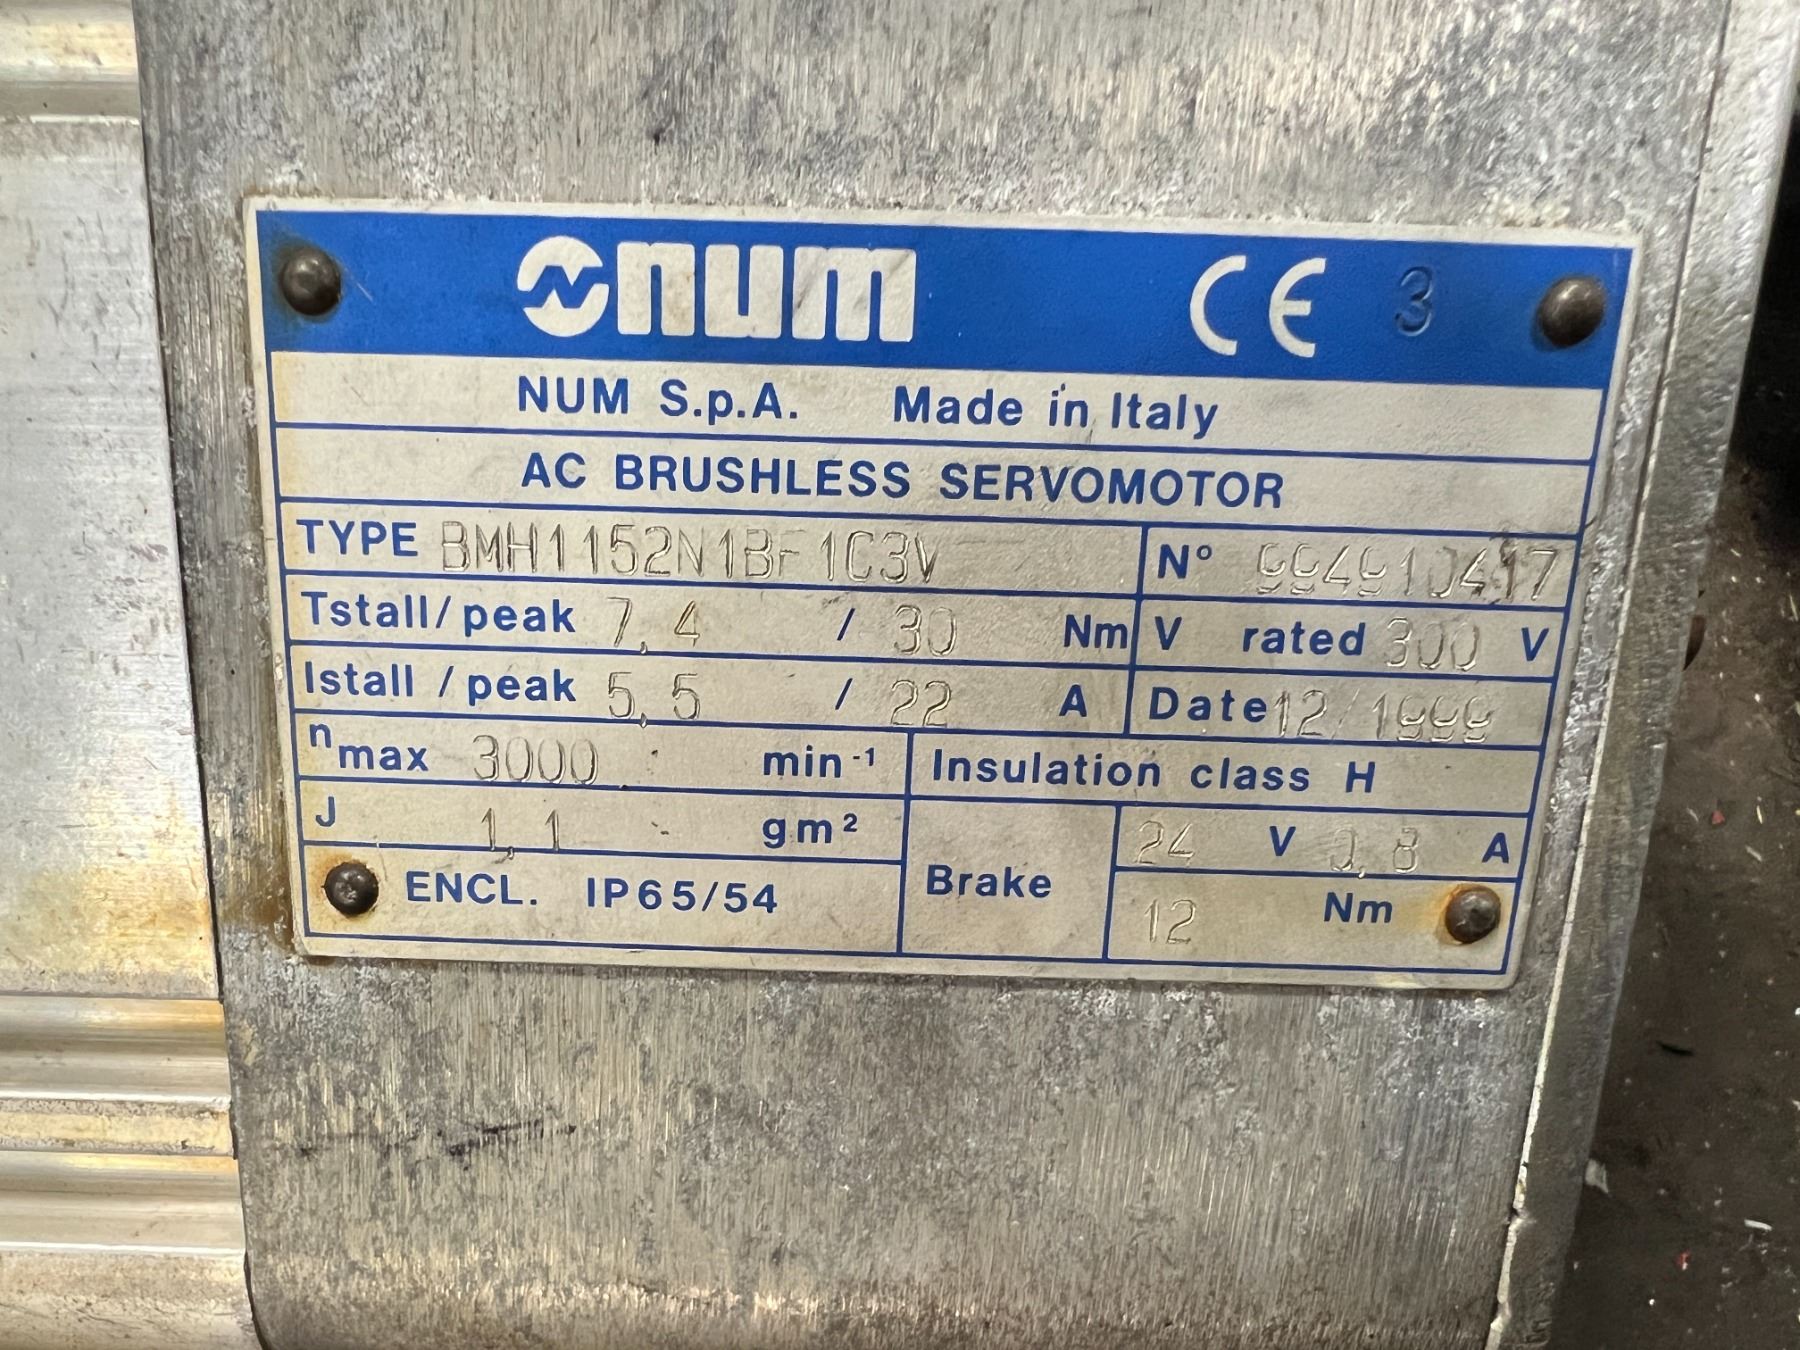 num CE 3
NUM S.p.A. Made in Italy
AC BRUSHLESS SERVOMOTOR
TYPE BMH1152N1BF1C3V N° 994910417
Tstall/peak 7,4 / 30 Nm V rated 300 V
Istall / peak 5,5 / 22 A Date 12/1999
nmax 3000 min-1 Insulation class H
J 1,1 gm² Brake 24 V 0,8 A
ENCL. IP65/54 12 Nm